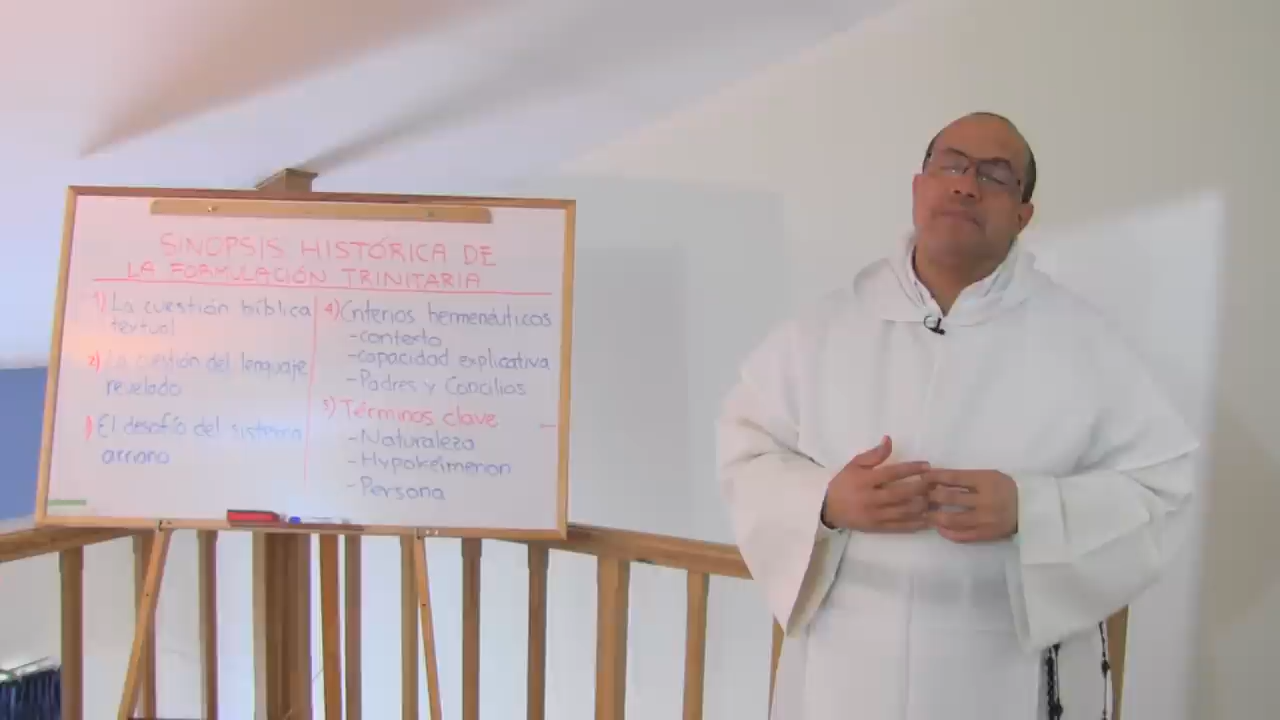 SINOPSIS HISTÓRICA DE
LA FORMULACIÓN TRINITARIA
1) La cuestión bíblica
textual
2) La cuestión del lenguaje
revelado
3) El desafío del sistema
arriano
4) Criterios hermenéuticos
- contexto
- capacidad explicativa
- Padres y Concilios
5) Términos clave
- Naturaleza
- Hypokeimenon
- Persona